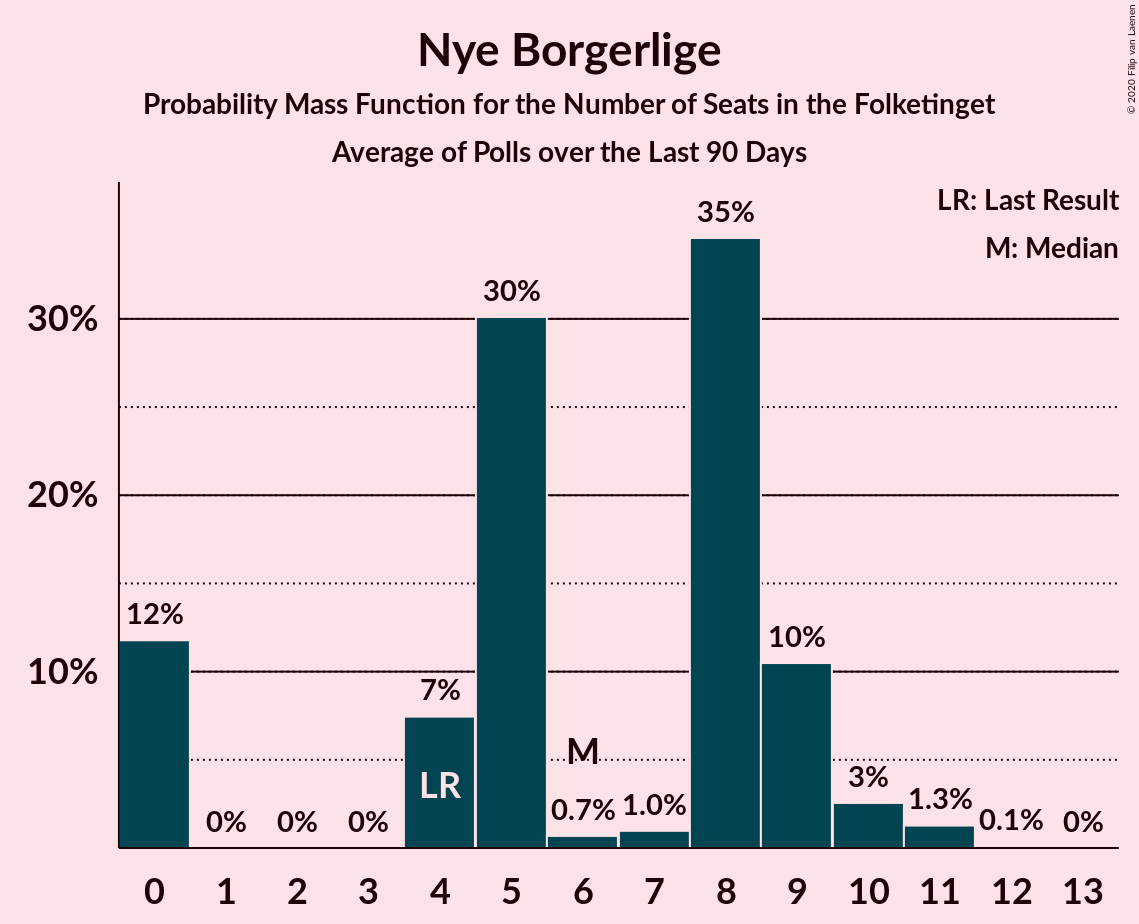 Nye Borgerlige
Probability Mass Function for the Number of Seats in the Folketinget
Average of Polls over the Last 90 Days
© 2020 Filip van Laenen
LR: Last Result
M: Median
35%
30%
30%
20%
12%
10%
10%
7%
M
LR
3%
1.3%
0.7%
1.0%
0%
0%
0%
0.1%
0%
0 1 2 3 4 5 6 7 8 9 10 11 12 13